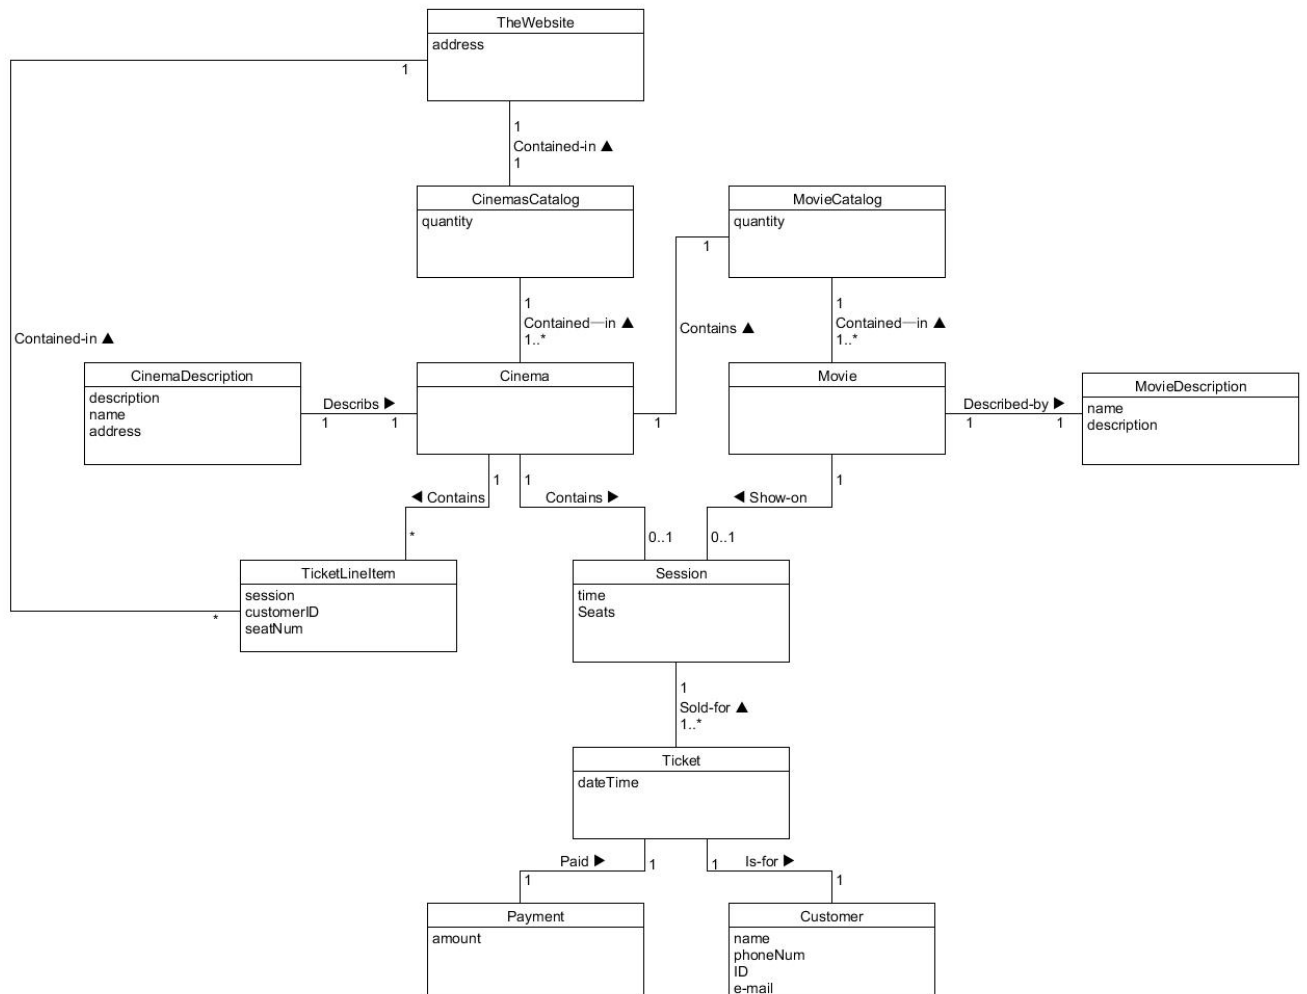 TheWebsite
address
1
1
Contained-in ▲
1
CinemasCatalog
quantity
MovieCatalog
quantity
1
1
Contained—in ▲
1..*
Contains ▲
1
Contained—in ▲
1..*
Contained-in ▲
CinemaDescription
description
name
address
Describs ▶
1
1
Cinema
1
Movie
Described-by ▶
1
1
MovieDescription
name
description
1
◀ Contains
*
1
Contains ▶
0..1
1
◀ Show-on
0..1
TicketLineItem
session
customerID
seatNum
*
Session
time
Seats
1
Sold-for ▲
1..*
Ticket
dateTime
Paid ▶
1
1
1
Is-for ▶
1
Payment
amount
Customer
name
phoneNum
ID
e-mail